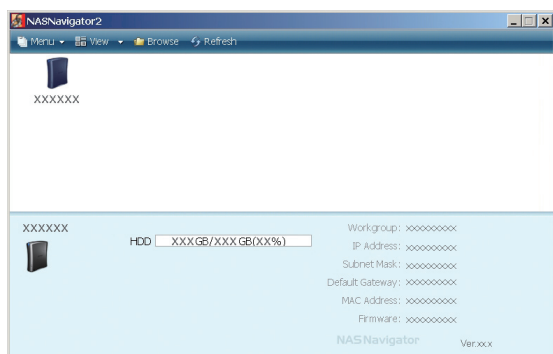 NASNavigator2
Menu View Browse Refresh
XXXXXX
XXXXXX
HDD XXXGB/XXXGB(XX%)
Workgroup: xxxxxxxxx
IP Address: xxxxxxxxx
Subnet Mask: xxxxxxxxx
Default Gateway: xxxxxxxxx
MAC Address: xxxxxxxxx
Firmware: xxxxxxxxx
NAS Navigator Ver.xx.x